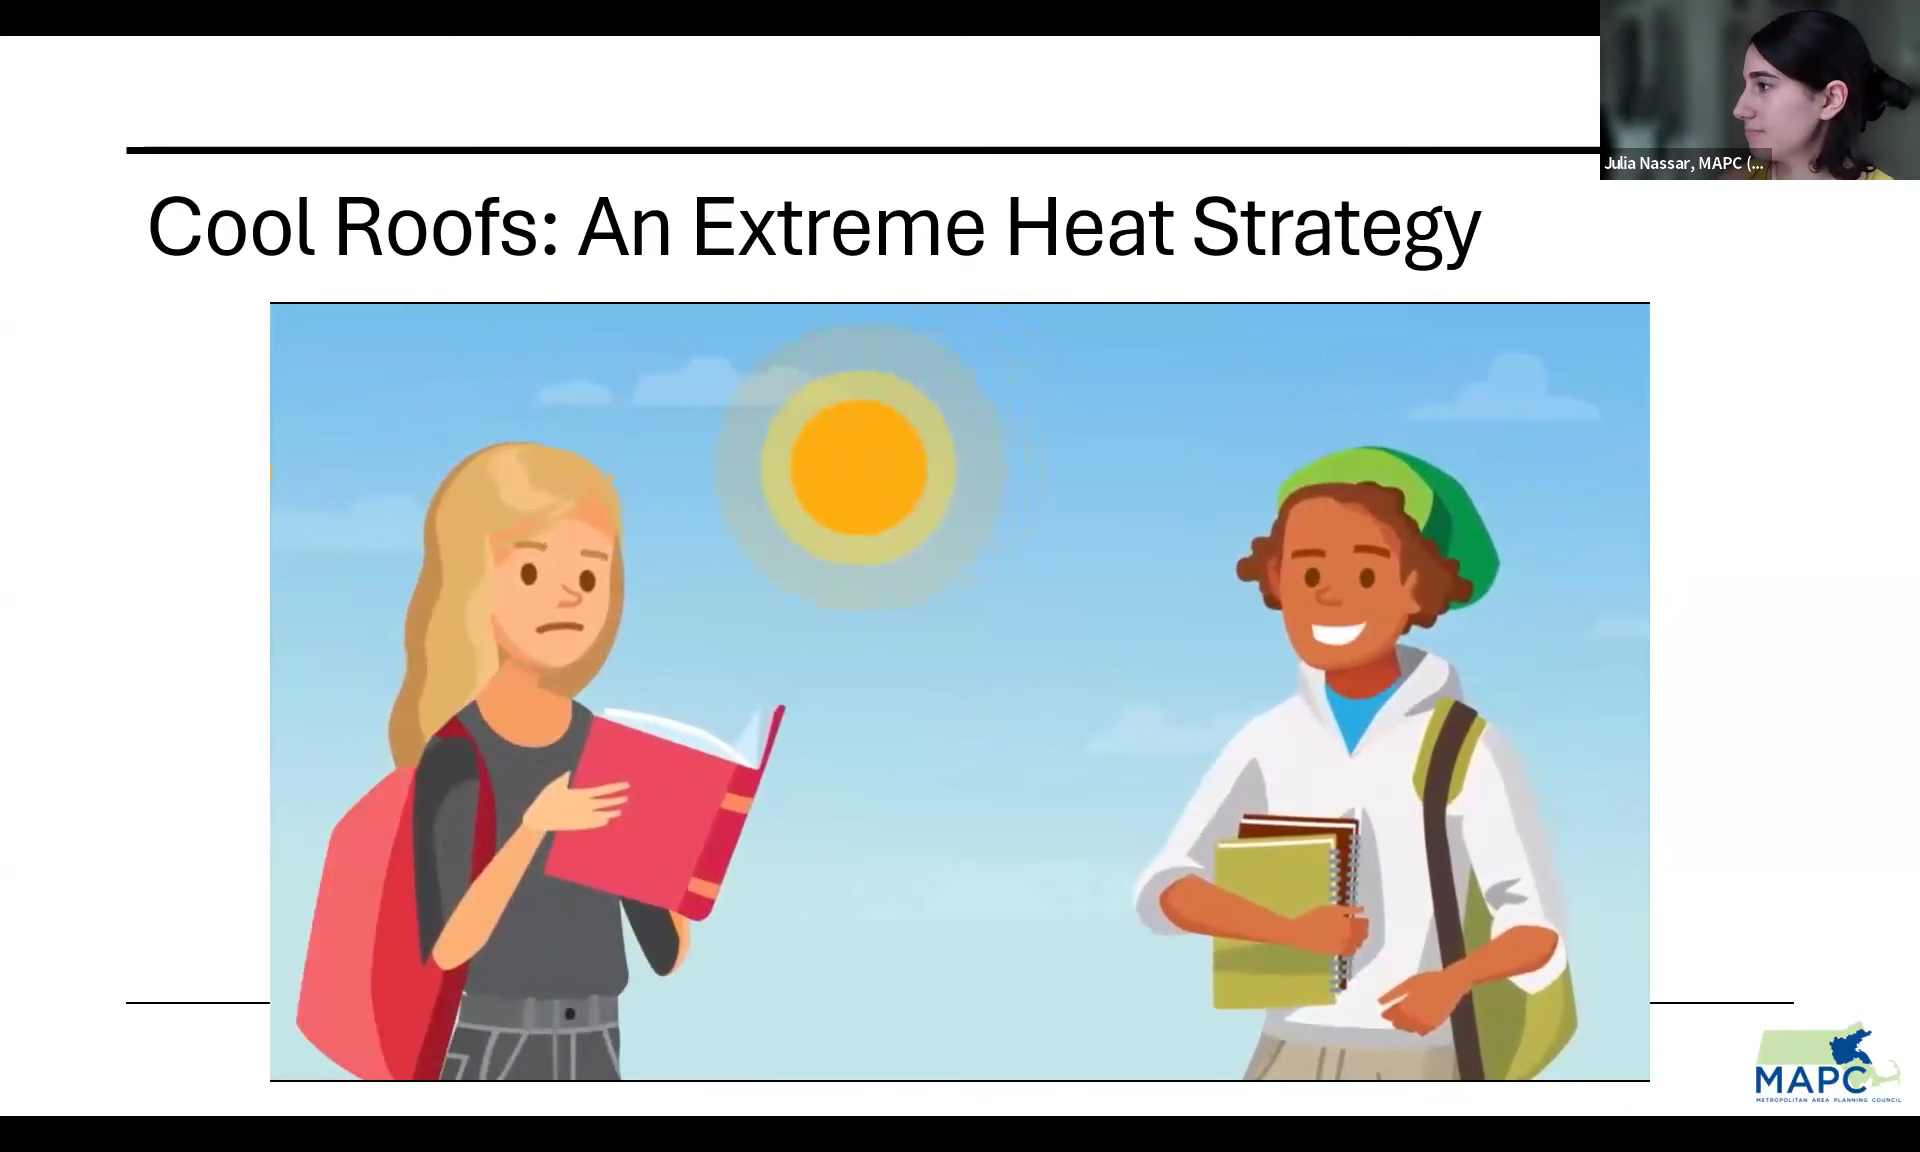 Julia Nassar, MAPC (...
Cool Roofs: An Extreme Heat Strategy
MAPC
METROPOLITAN AREA PLANNING COUNCIL